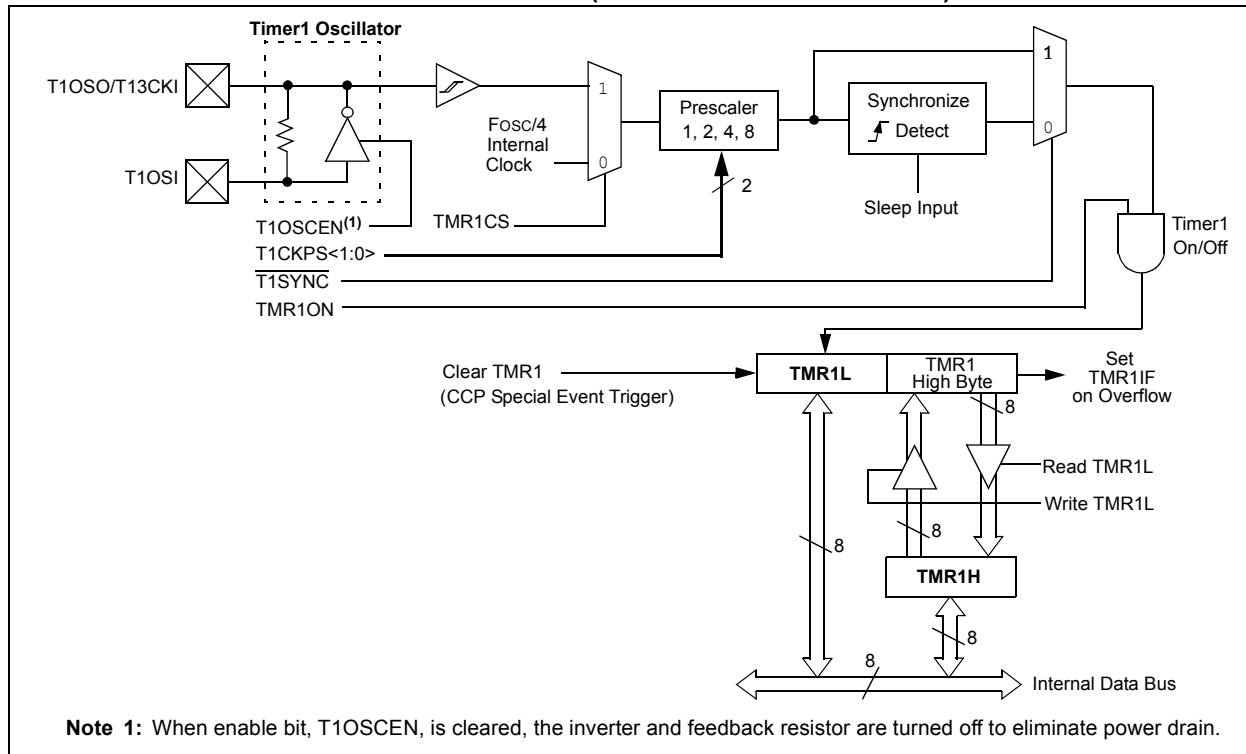 Timer1 Oscillator
T1OSO/T13CKI
T1OSI
FOSC/4
Internal
Clock
1
0
Prescaler
1, 2, 4, 8
2
Synchronize
Detect
Sleep Input
1
0
T1OSCEN(1)
TMR1CS
T1CKPS<1:0>
T1SYNC
TMR1ON
Timer1
On/Off
Clear TMR1
(CCP Special Event Trigger)
TMR1L
TMR1
High Byte
Set
TMR1IF
on Overflow
8
Read TMR1L
Write TMR1L
8
8
TMR1H
8
8
Internal Data Bus
Note 1: When enable bit, T1OSCEN, is cleared, the inverter and feedback resistor are turned off to eliminate power drain.